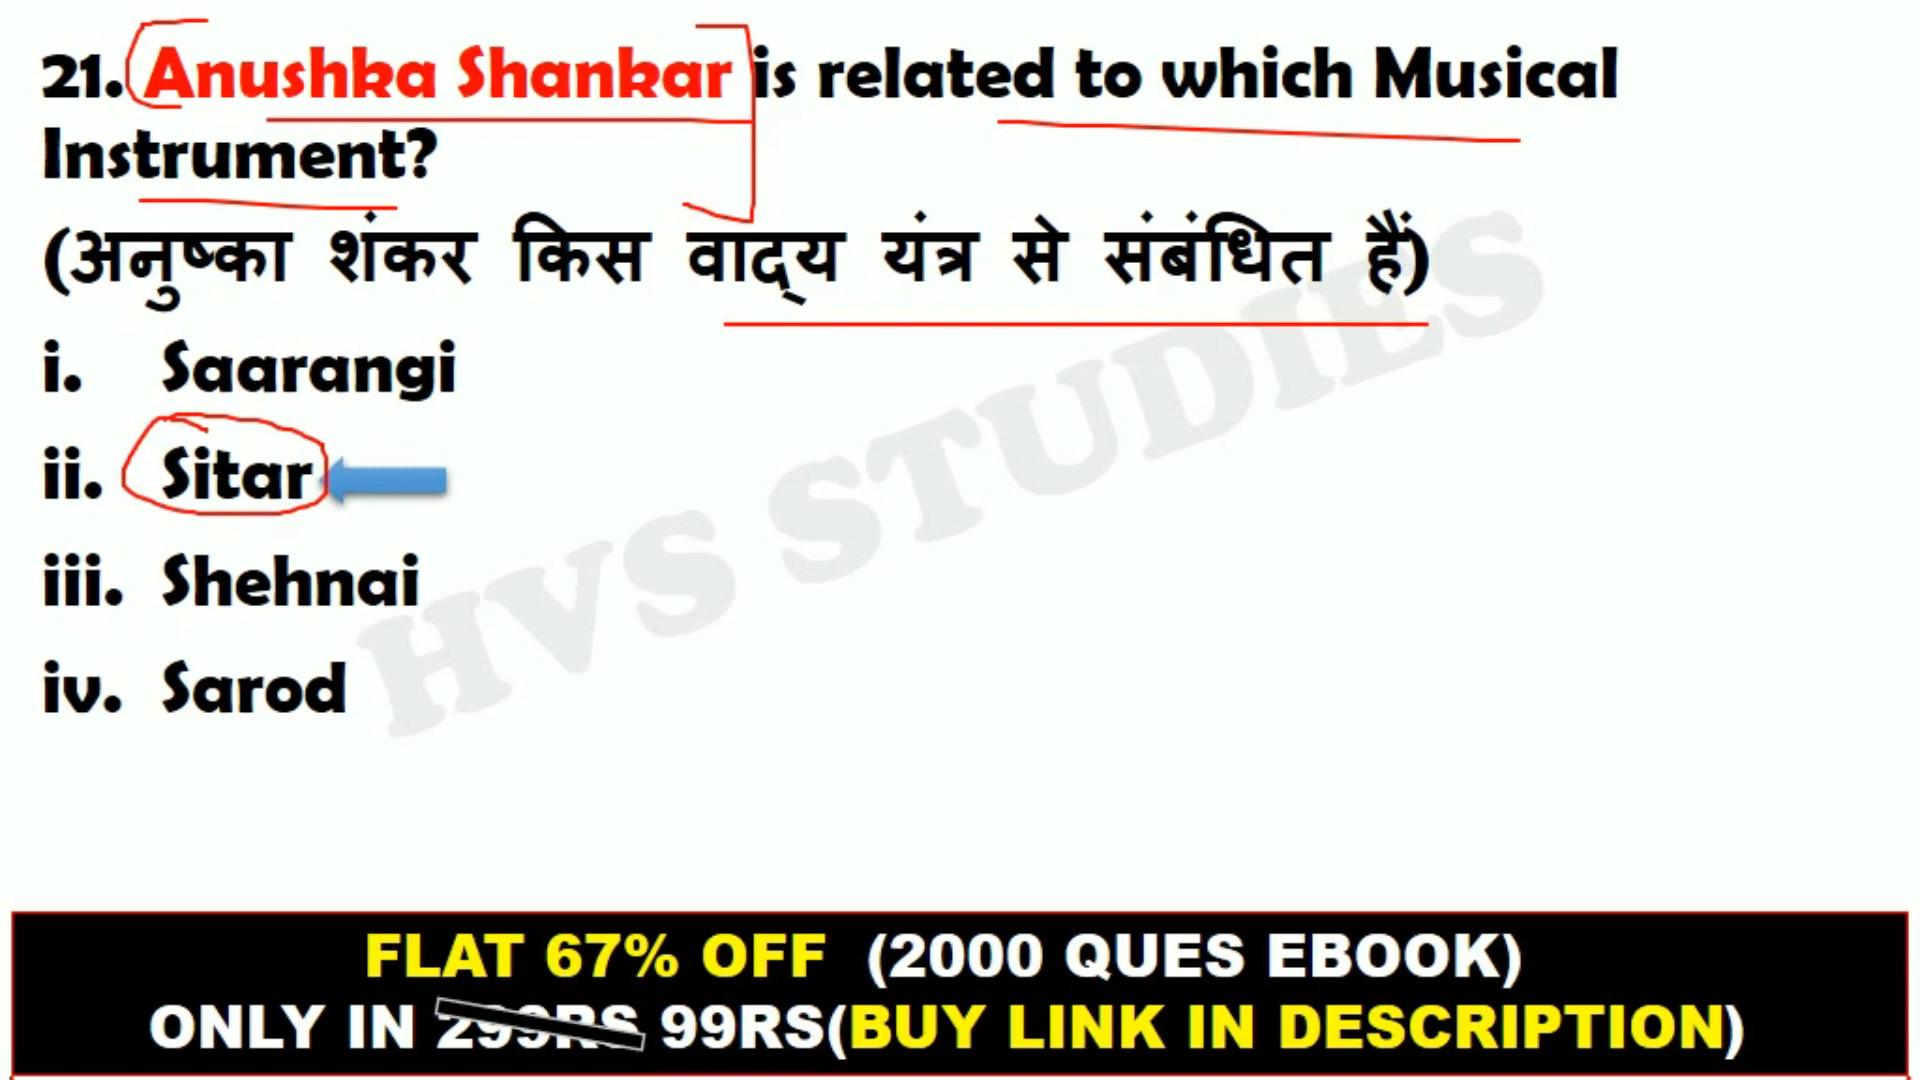 21. Anushka Shankar is related to which Musical
Instrument?
(अनुष्का शंकर किस वाद्य यंत्र से संबंधित हैं)
i. Saarangi
ii. Sitar
iii. Shehnai
iv. Sarod
HVS STUDIES
FLAT 67% OFF (2000 QUES EBOOK)
ONLY IN 299RS 99RS(BUY LINK IN DESCRIPTION)